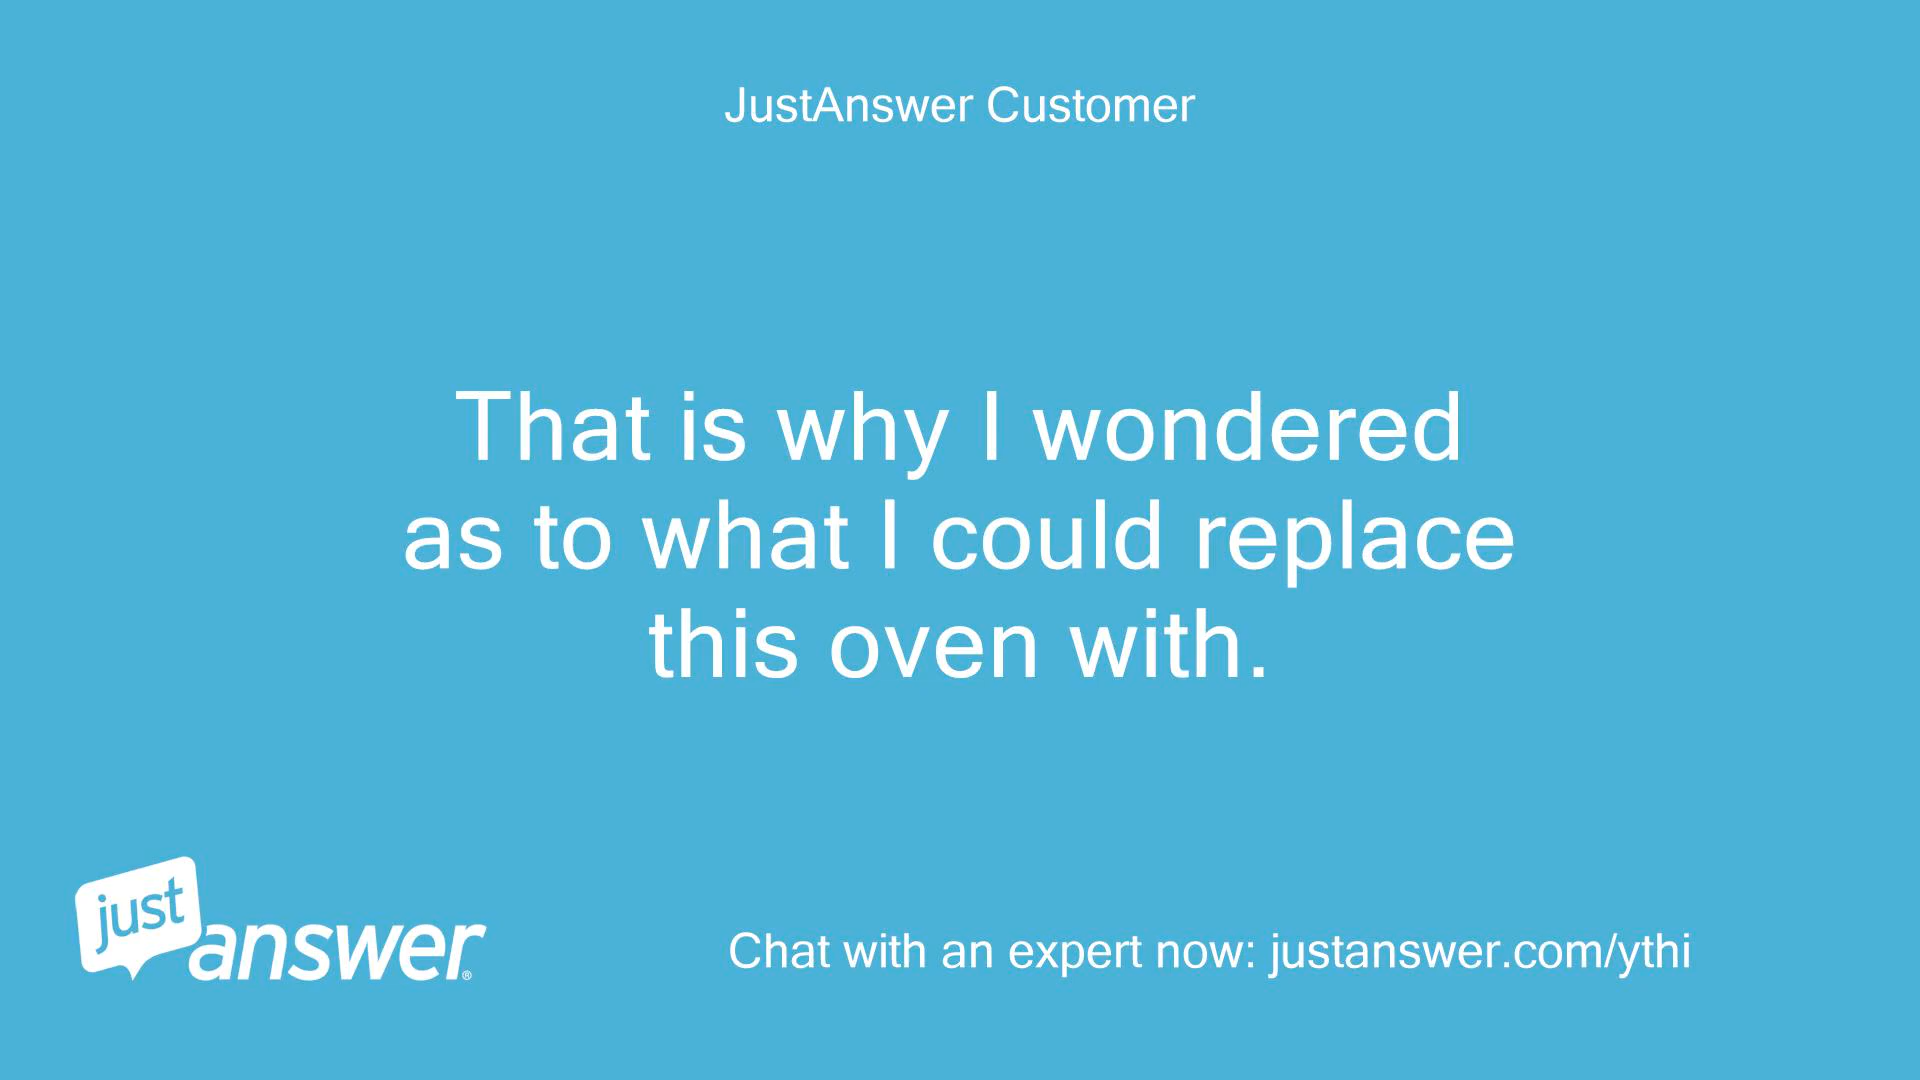 JustAnswer Customer
That is why I wondered
as to what I could replace
this oven with.
just
answer®
Chat with an expert now: justanswer.com/ythi